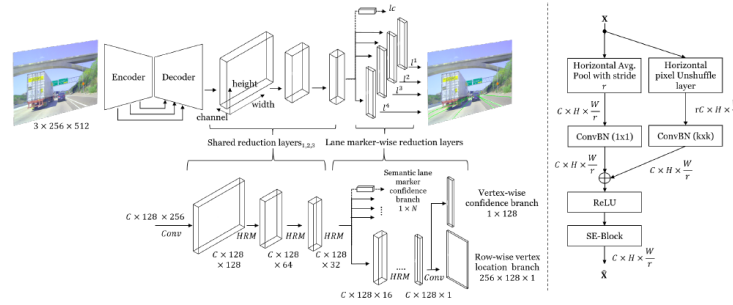 lc
Encoder
Decoder
height
width
channel
l¹
l²
l³
l⁴
3 × 256 × 512
Shared reduction layers₁,₂,₃
Lane marker-wise reduction layers
C × 128 × 256
Conv
HRM
HRM
HRM
C × 128
× 128
C × 128
× 64
C × 128
× 32
Semantic lane
marker
confidence
branch
1 × N
HRM
Conv
C × 128 × 16
C × 128 × 1
Vertex-wise
confidence branch
1 × 128
Row-wise vertex
location branch
256 × 128 × 1
X
Horizontal Avg.
Pool with stride
r
Horizontal
pixel Unshuffle
layer
C × H × W/r
rC × H ×
ConvBN (1x1)
ConvBN (kxk)
C × H × W/r
C × H × W/r
ReLU
SE-Block
C × H × W/r